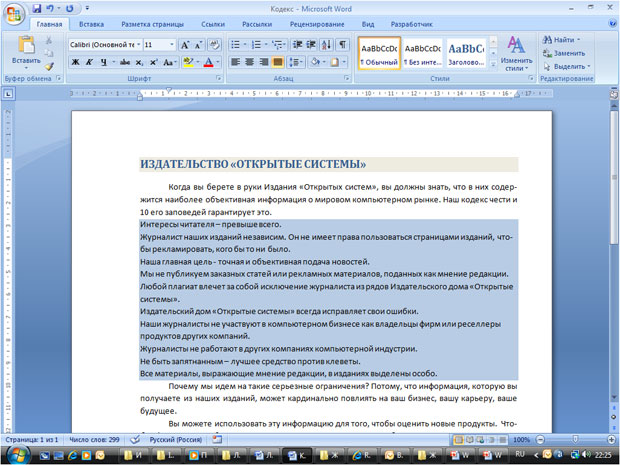 Кодекс - Microsoft Word
Главная Вставка Разметка страницы Ссылки Рассылки Рецензирование Вид Разработчик
Calibri (Основной те 11
Вставить
Ж К Ч abc x₂ x² Aa
AaBbCcDc AaBbCcDc AaBbCc
¶ Обычный ¶ Без инте... Заголово...
Изменить стили
Найти
Заменить
Выделить
Буфер обмена Шрифт Абзац Стили Редактирование
ИЗДАТЕЛЬСТВО «ОТКРЫТЫЕ СИСТЕМЫ»
Когда вы берете в руки Издания «Открытых систем», вы должны знать, что в них содер-
жится наиболее объективная информация о мировом компьютерном рынке. Наш кодекс чести и
10 его заповедей гарантирует это.
Интересы читателя – превыше всего.
Журналист наших изданий независим. Он не имеет права пользоваться страницами изданий, что-
бы рекламировать, кого бы то ни было.
Наша главная цель - точная и объективная подача новостей.
Мы не публикуем заказных статей или рекламных материалов, поданных как мнение редакции.
Любой плагиат влечет за собой исключение журналиста из рядов Издательского дома «Открытые
системы».
Издательский дом «Открытые системы» всегда исправляет свои ошибки.
Наши журналисты не участвуют в компьютерном бизнесе как владельцы фирм или реселлеры
продуктов других компаний.
Журналисты не работают в других компаниях компьютерной индустрии.
Не быть запятнанным – лучшее средство против клеветы.
Все материалы, выражающие мнение редакции, в изданиях выделены особо.
Почему мы идем на такие серьезные ограничения? Потому, что информация, которую вы
получаете из наших изданий, может кардинально повлиять на ваш бизнес, вашу карьеру, ваше
будущее.
Вы можете использовать эту информацию для того, чтобы оценить новые продукты. Что-
Страница: 1 из 1 Число слов: 299 Русский (Россия) 100%
И L. П Л. Л. К. Ж R. В. Ж W W RU 22:25